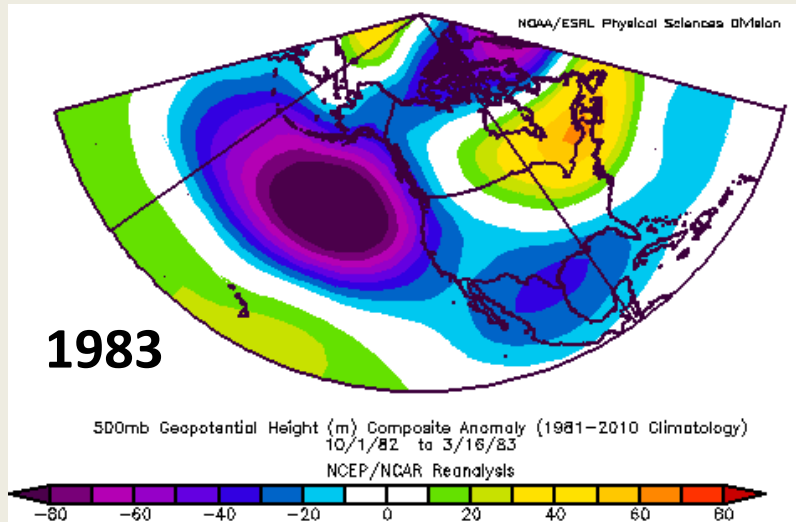 NOAA/ESRL Physical Sciences Division
1983
500mb Geopotential Height (m) Composite Anomaly (1981-2010 Climatology)
10/1/82 to 3/16/83
NCEP/NCAR Reanalysis
-80 -60 -40 -20 0 20 40 60 80